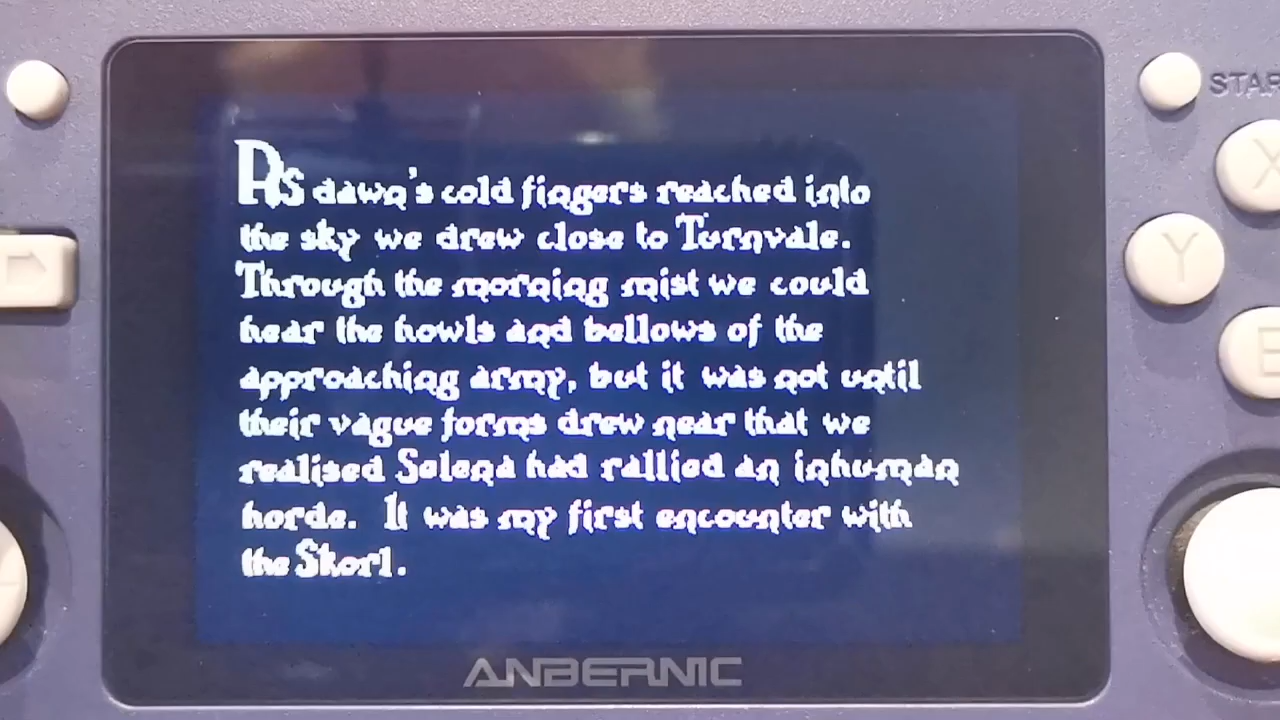 As dawn's cold fingers reached into
the sky we drew close to Turnvale.
Through the morning mist we could
hear the howls and bellows of the
approaching army, but it was not until
their vague forms drew near that we
realised Selena had rallied an inhuman
horde. It was my first encounter with
the Skorl.
ANBERNIC
STAR
X
Y
B